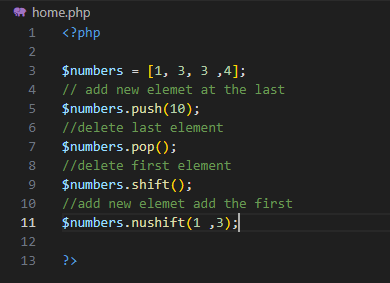 home.php
1 <?php
2
3 $numbers = [1, 3, 3 ,4];
4 // add new elemet at the last
5 $numbers.push(10);
6 //delete last element
7 $numbers.pop();
8 //delete first element
9 $numbers.shift();
10 //add new elemet add the first
11 $numbers.nushift(1 ,3);
12
13 ?>